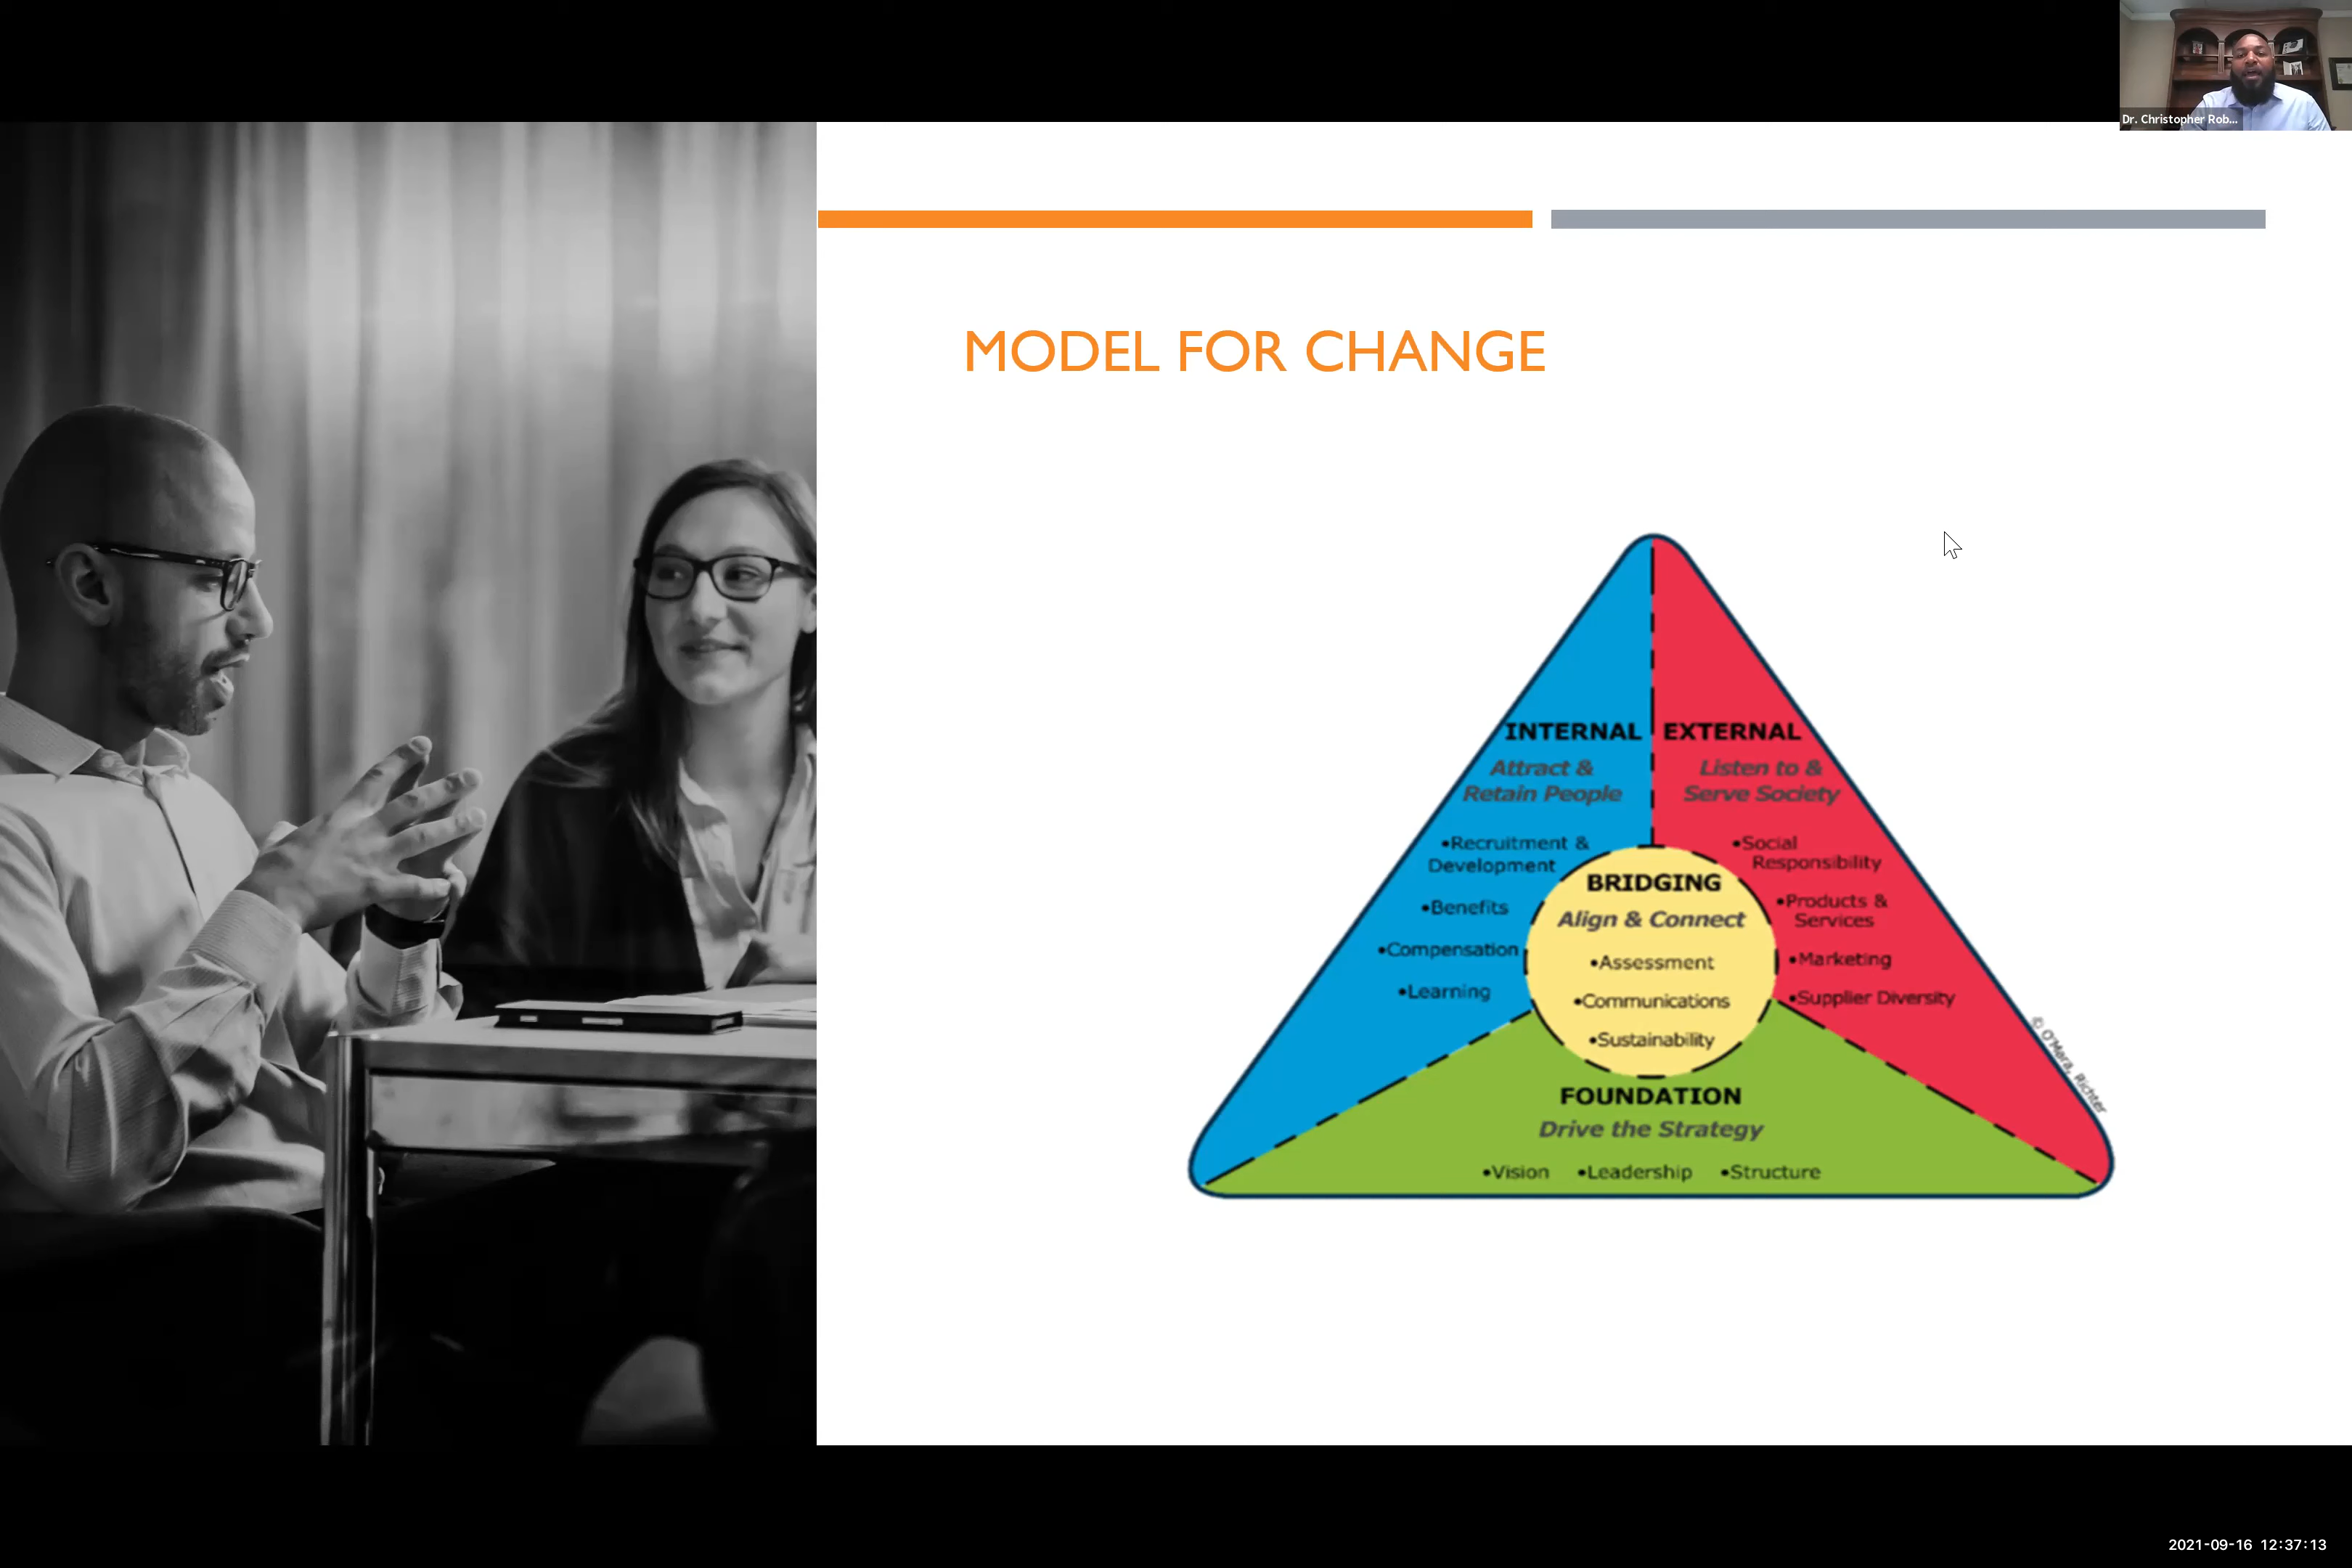 Dr. Christopher Rob...
MODEL FOR CHANGE
INTERNAL
Attract &
Retain People
•Recruitment &
Development
•Benefits
•Compensation
•Learning
EXTERNAL
Listen to &
Serve Society
•Social
Responsibility
•Products &
Services
•Marketing
•Supplier Diversity
BRIDGING
Align & Connect
•Assessment
•Communications
•Sustainability
FOUNDATION
Drive the Strategy
•Vision •Leadership •Structure
© O'Mara, Richter
2021-09-16 12:37:13